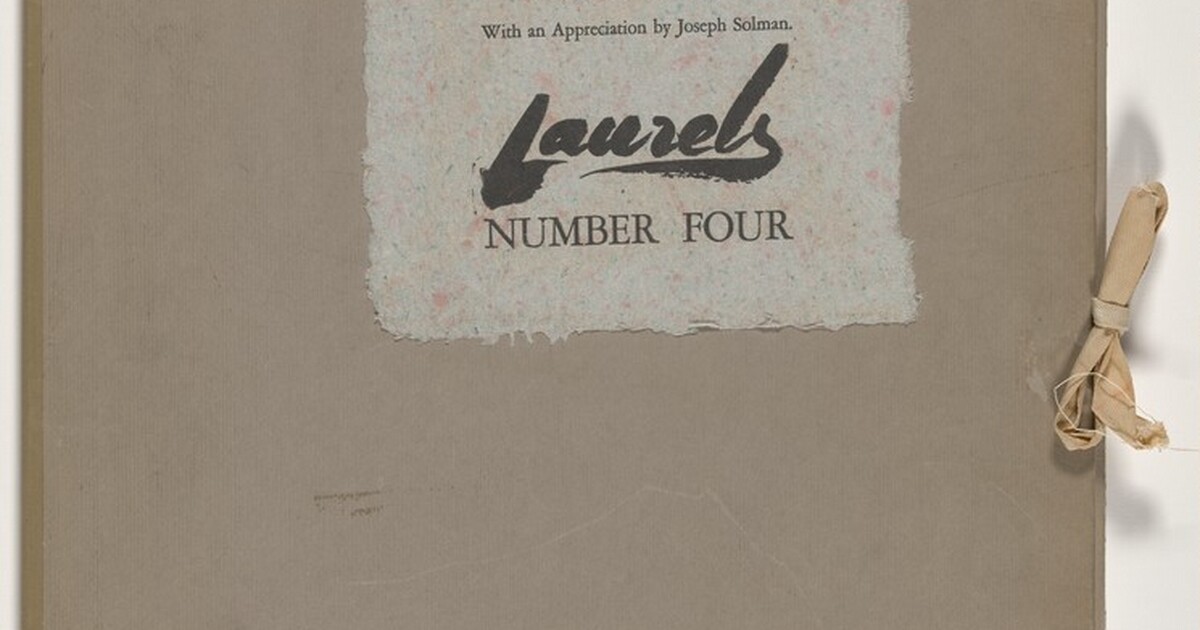 With an Appreciation by Joseph Solman.
Laurels
NUMBER FOUR